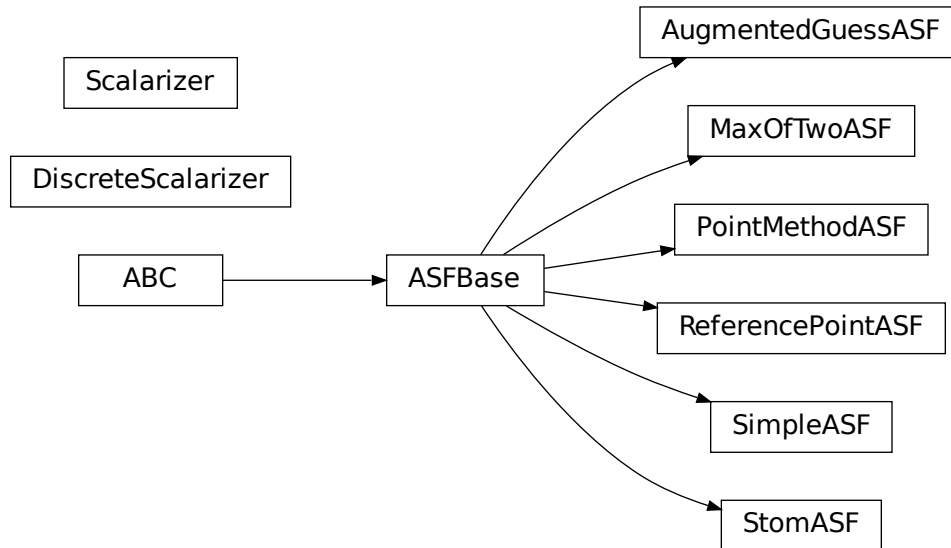 Scalarizer
DiscreteScalarizer
ABC
ASFBase
AugmentedGuessASF
MaxOfTwoASF
PointMethodASF
ReferencePointASF
SimpleASF
StomASF